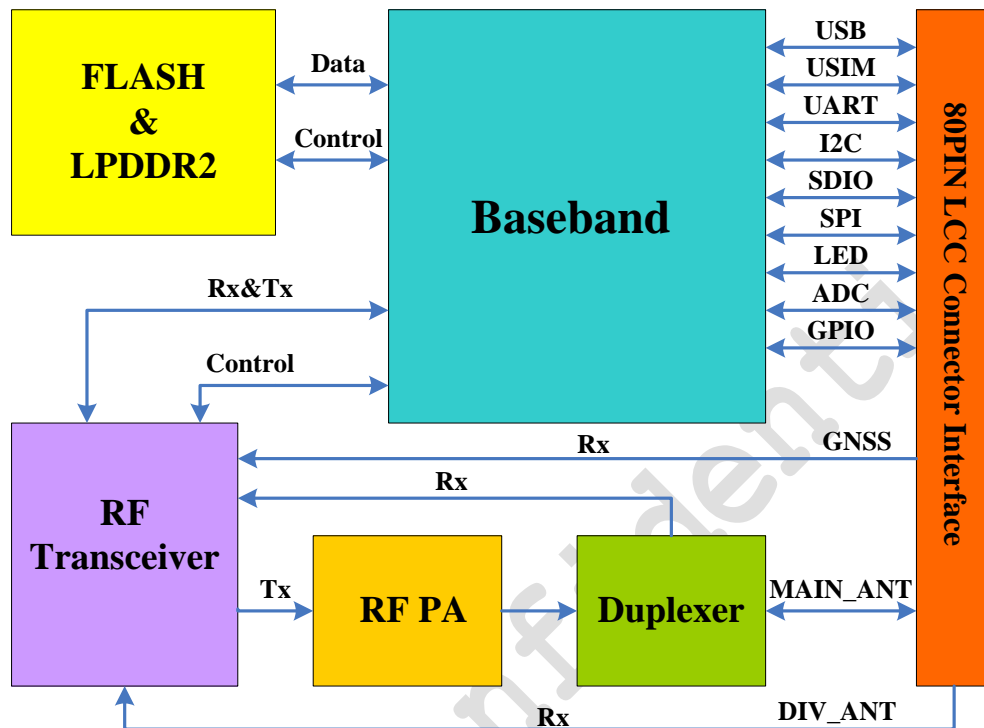 FLASH
&
LPDDR2
Data
Control
Baseband
USB
USIM
UART
I2C
SDIO
SPI
LED
ADC
GPIO
80PIN LCC Connector Interface
Rx&Tx
Control
RF
Transceiver
Rx
GNSS
Rx
Tx
RF PA
Duplexer
MAIN_ANT
Rx
DIV_ANT
nfidenti